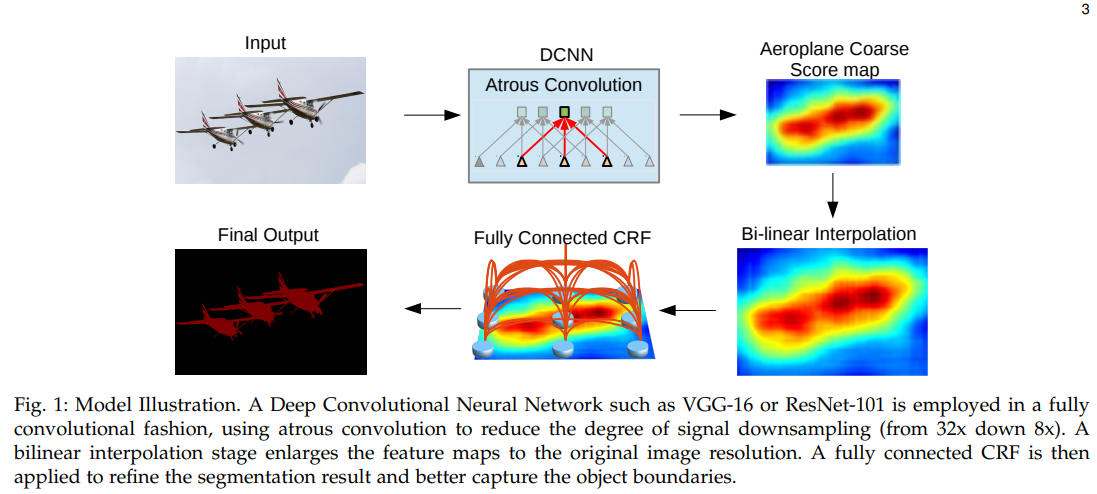 3
Input
DCNN
Atrous Convolution
Aeroplane Coarse
Score map
Final Output
Fully Connected CRF
Bi-linear Interpolation
Fig. 1: Model Illustration. A Deep Convolutional Neural Network such as VGG-16 or ResNet-101 is employed in a fully
convolutional fashion, using atrous convolution to reduce the degree of signal downsampling (from 32x down 8x). A
bilinear interpolation stage enlarges the feature maps to the original image resolution. A fully connected CRF is then
applied to refine the segmentation result and better capture the object boundaries.